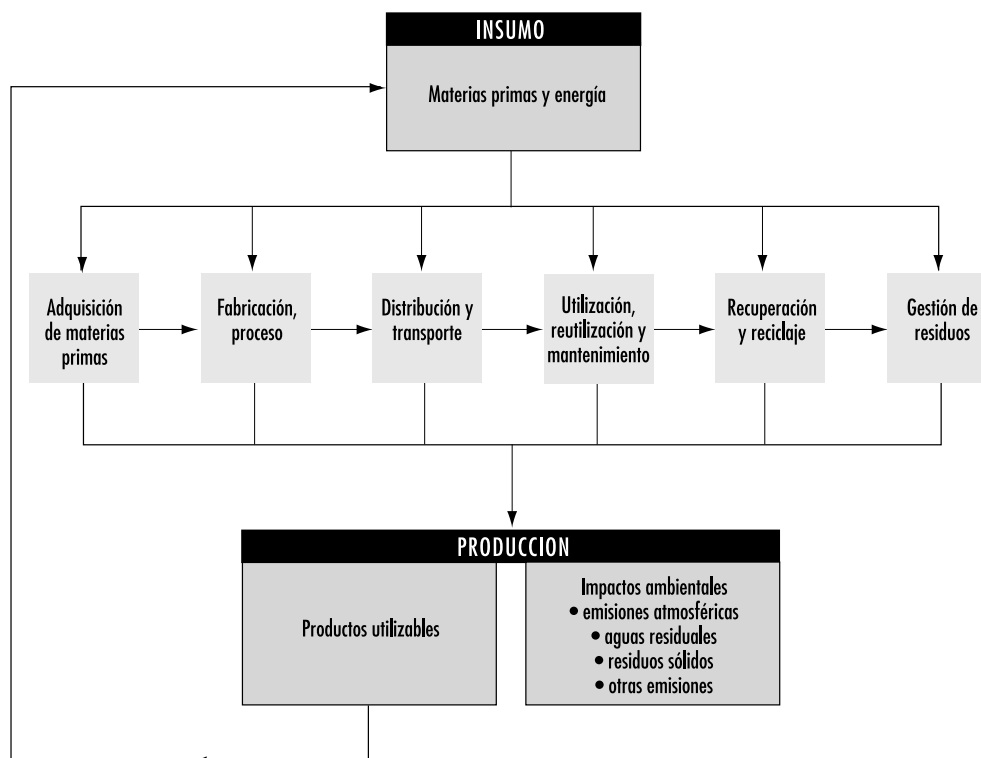 INSUMO
Materias primas y energía
Adquisición
de materias
primas
Fabricación,
proceso
Distribución y
transporte
Utilización,
reutilización y
mantenimiento
Recuperación
y reciclaje
Gestión de
residuos
PRODUCCION
Productos utilizables
Impactos ambientales
• emisiones atmosféricas
• aguas residuales
• residuos sólidos
• otras emisiones